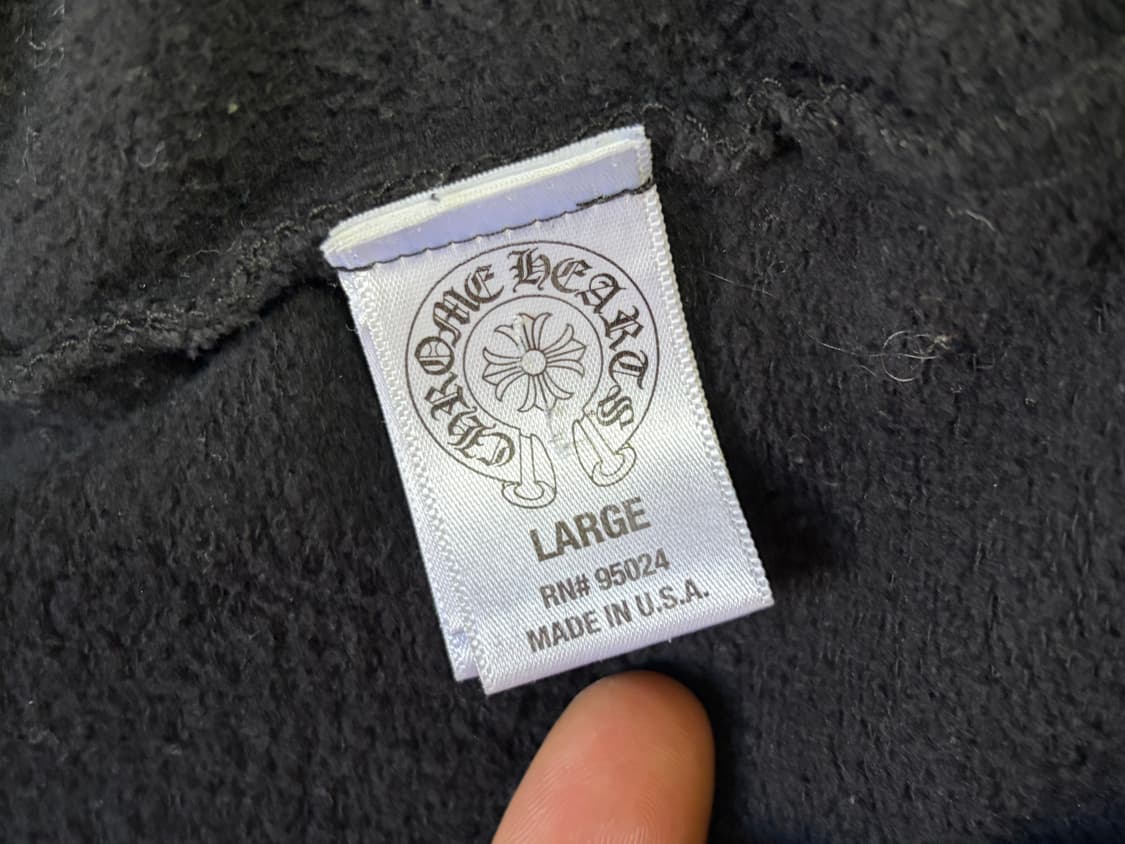 CHROME HEARTS
LARGE
RN# 95024
MADE IN U.S.A.